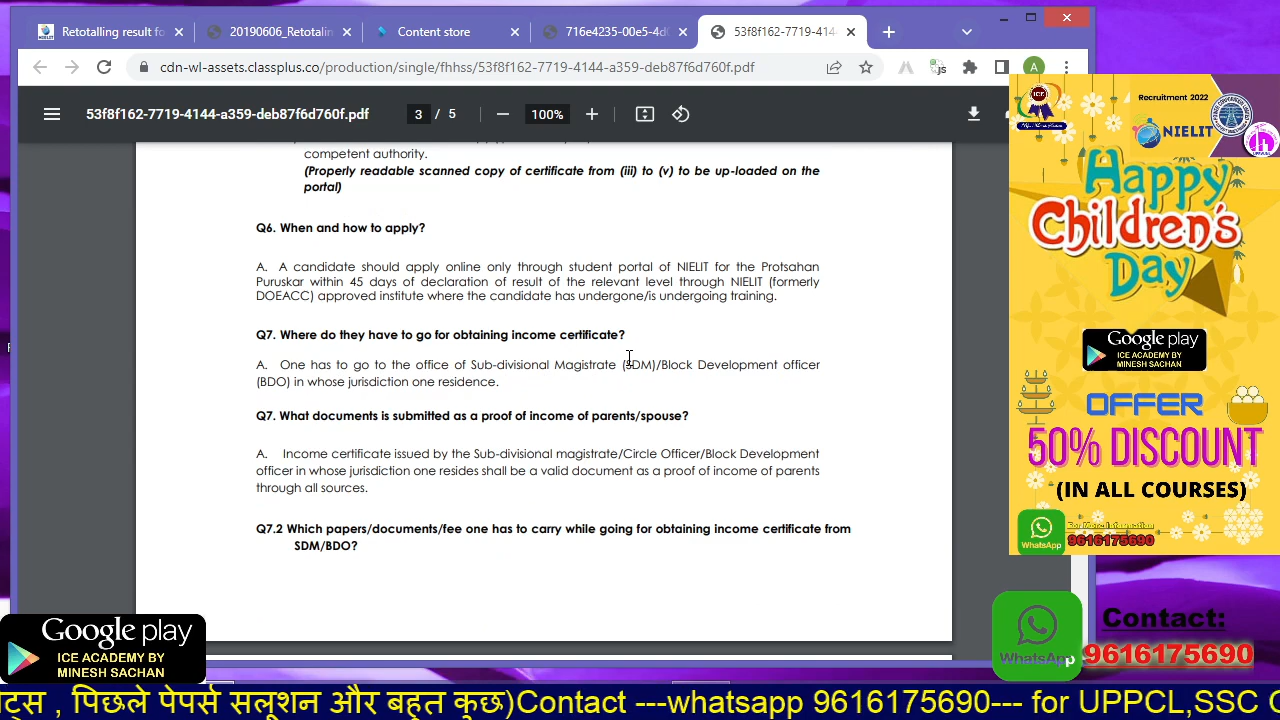 Retotalling result fo
20190606_Retotalin
Content store
716e4235-00e5-4d
53f8f162-7719-414
cdn-wl-assets.classplus.co/production/single/fhhss/53f8f162-7719-4144-a359-deb87f6d760f.pdf
A
53f8f162-7719-4144-a359-deb87f6d760f.pdf
3 / 5
100%
competent authority.
(Properly readable scanned copy of certificate from (iii) to (v) to be up-loaded on the
portal)
Q6. When and how to apply?
A. A candidate should apply online only through student portal of NIELIT for the Protsahan
Puruskar within 45 days of declaration of result of the relevant level through NIELIT (formerly
DOEACC) approved institute where the candidate has undergone/is undergoing training.
Q7. Where do they have to go for obtaining income certificate?
A. One has to go to the office of Sub-divisional Magistrate (SDM)/Block Development officer
(BDO) in whose jurisdiction one residence.
Q7. What documents is submitted as a proof of income of parents/spouse?
A. Income certificate issued by the Sub-divisional magistrate/Circle Officer/Block Development
officer in whose jurisdiction one resides shall be a valid document as a proof of income of parents
through all sources.
Q7.2 Which papers/documents/fee one has to carry while going for obtaining income certificate from
SDM/BDO?
ICE
Recruitment 2022
NIELIT
Happy
Children's
Day
Google play
ICE ACADEMY BY
MINESH SACHAN
OFFER
50% DISCOUNT
(IN ALL COURSES)
WhatsApp
For More Information
9616175690
Google play
ICE ACADEMY BY
MINESH SACHAN
WhatsApp
Contact:
9616175690
ट्स , पिछले पेपर्स सलूशन और बहुत कुछ)Contact ---whatsapp 9616175690--- for UPPCL,SSC